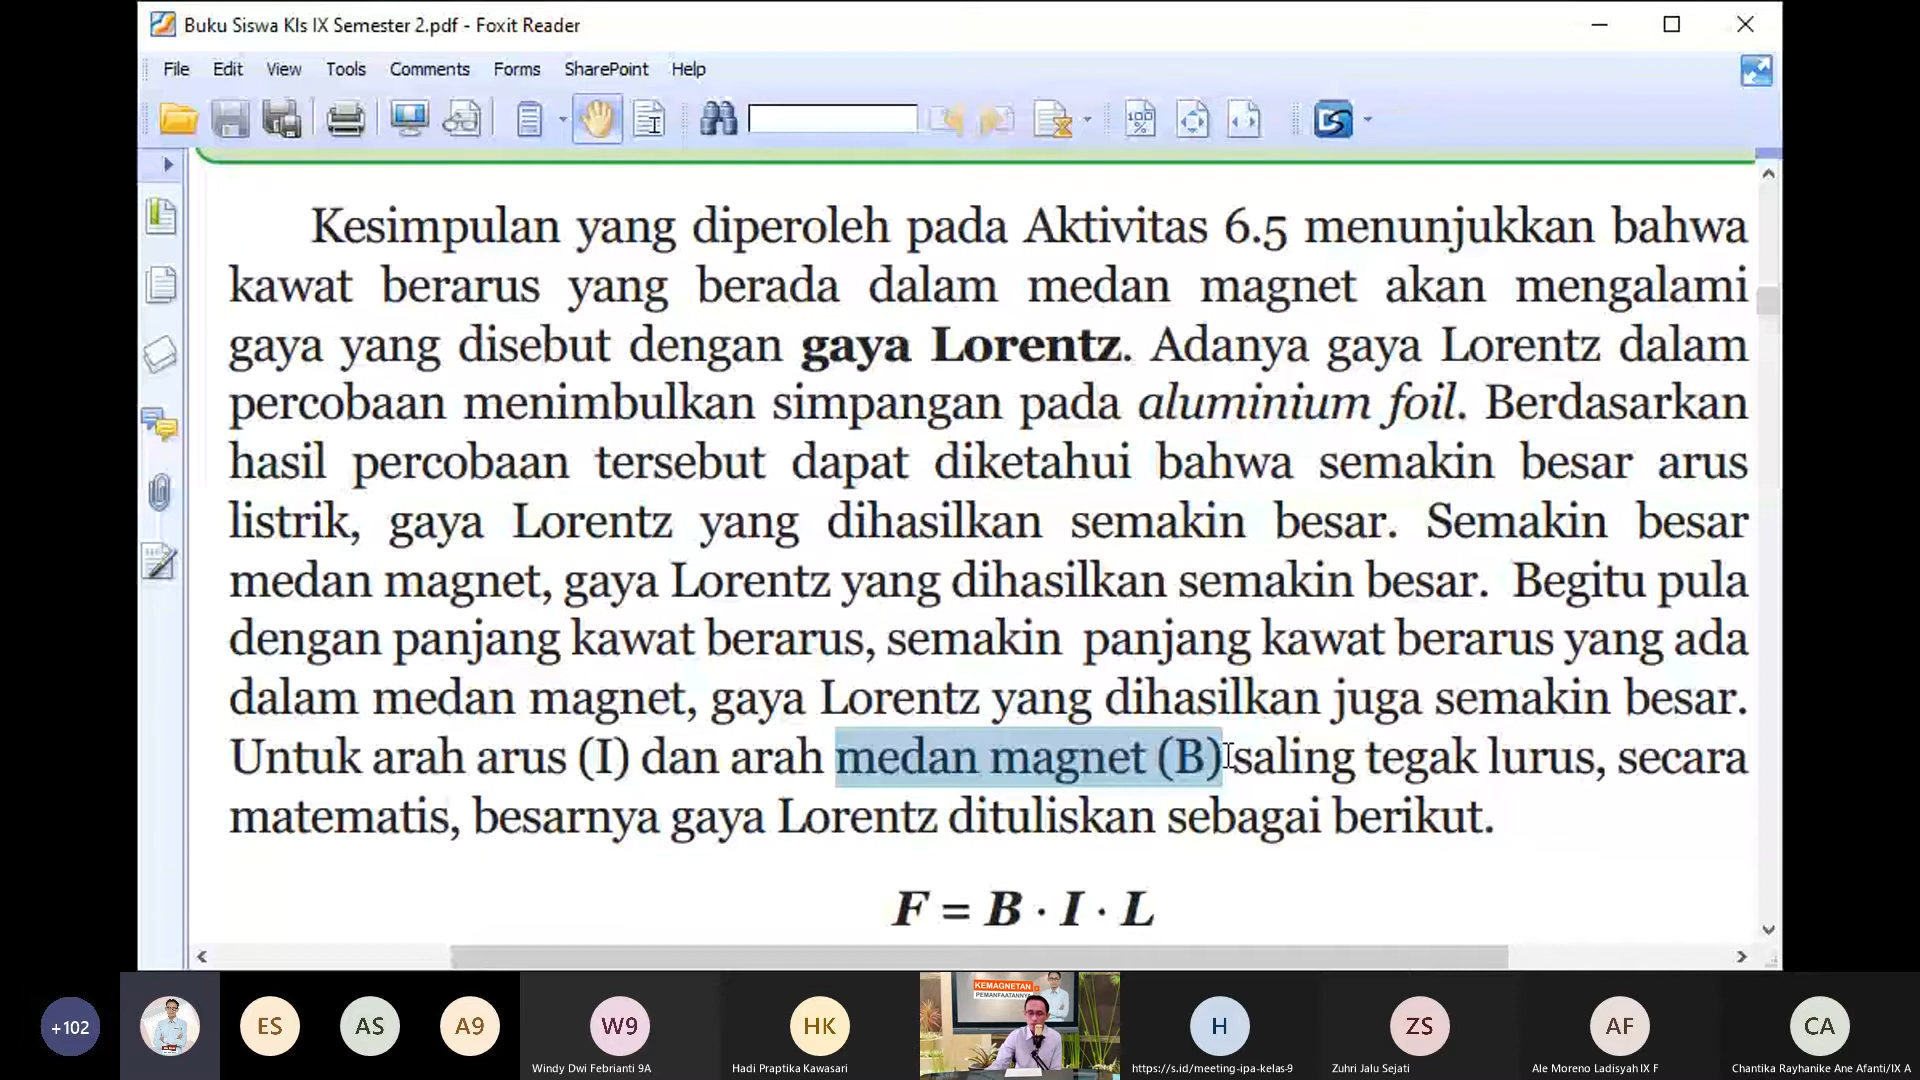 Buku Siswa Kls IX Semester 2.pdf - Foxit Reader
File Edit View Tools Comments Forms SharePoint Help
Kesimpulan yang diperoleh pada Aktivitas 6.5 menunjukkan bahwa
kawat berarus yang berada dalam medan magnet akan mengalami
gaya yang disebut dengan gaya Lorentz. Adanya gaya Lorentz dalam
percobaan menimbulkan simpangan pada aluminium foil. Berdasarkan
hasil percobaan tersebut dapat diketahui bahwa semakin besar arus
listrik, gaya Lorentz yang dihasilkan semakin besar. Semakin besar
medan magnet, gaya Lorentz yang dihasilkan semakin besar. Begitu pula
dengan panjang kawat berarus, semakin panjang kawat berarus yang ada
dalam medan magnet, gaya Lorentz yang dihasilkan juga semakin besar.
Untuk arah arus (I) dan arah medan magnet (B) saling tegak lurus, secara
matematis, besarnya gaya Lorentz dituliskan sebagai berikut.
F = B · I · L
+102
ES
AS
A9
W9
Windy Dwi Febrianti 9A
HK
Hadi Praptika Kawasari
KEMAGNETAN
PEMANFAATANNYA
H
https://s.id/meeting-ipa-kelas-9
ZS
Zuhri Jalu Sejati
AF
Ale Moreno Ladisyah IX F
CA
Chantika Rayhanike Ane Afanti/IX A